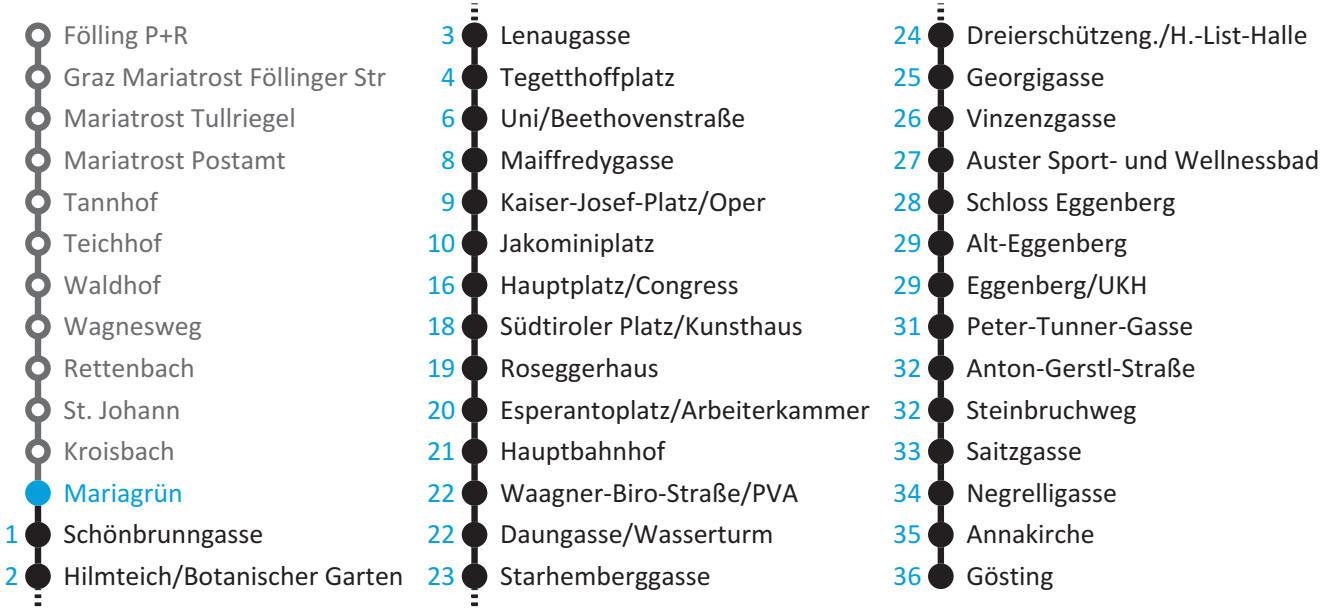 Fölling P+R
Graz Mariatrost Föllinger Str
Mariatrost Tullriegel
Mariatrost Postamt
Tannhof
Teichhof
Waldhof
Wagnesweg
Rettenbach
St. Johann
Kroisbach
Mariagrün
1 Schönbrunngasse
2 Hilmteich/Botanischer Garten
3 Lenaugasse
4 Tegetthoffplatz
6 Uni/Beethovenstraße
8 Maiffredygasse
9 Kaiser-Josef-Platz/Oper
10 Jakominiplatz
16 Hauptplatz/Congress
18 Südtiroler Platz/Kunsthaus
19 Roseggerhaus
20 Esperantoplatz/Arbeiterkammer
21 Hauptbahnhof
22 Waagner-Biro-Straße/PVA
22 Daungasse/Wasserturm
23 Starhemberggasse
24 Dreierschützeng./H.-List-Halle
25 Georgigasse
26 Vinzenzgasse
27 Auster Sport- und Wellnessbad
28 Schloss Eggenberg
29 Alt-Eggenberg
29 Eggenberg/UKH
31 Peter-Tunner-Gasse
32 Anton-Gerstl-Straße
32 Steinbruchweg
33 Saitzgasse
34 Negrelligasse
35 Annakirche
36 Gösting